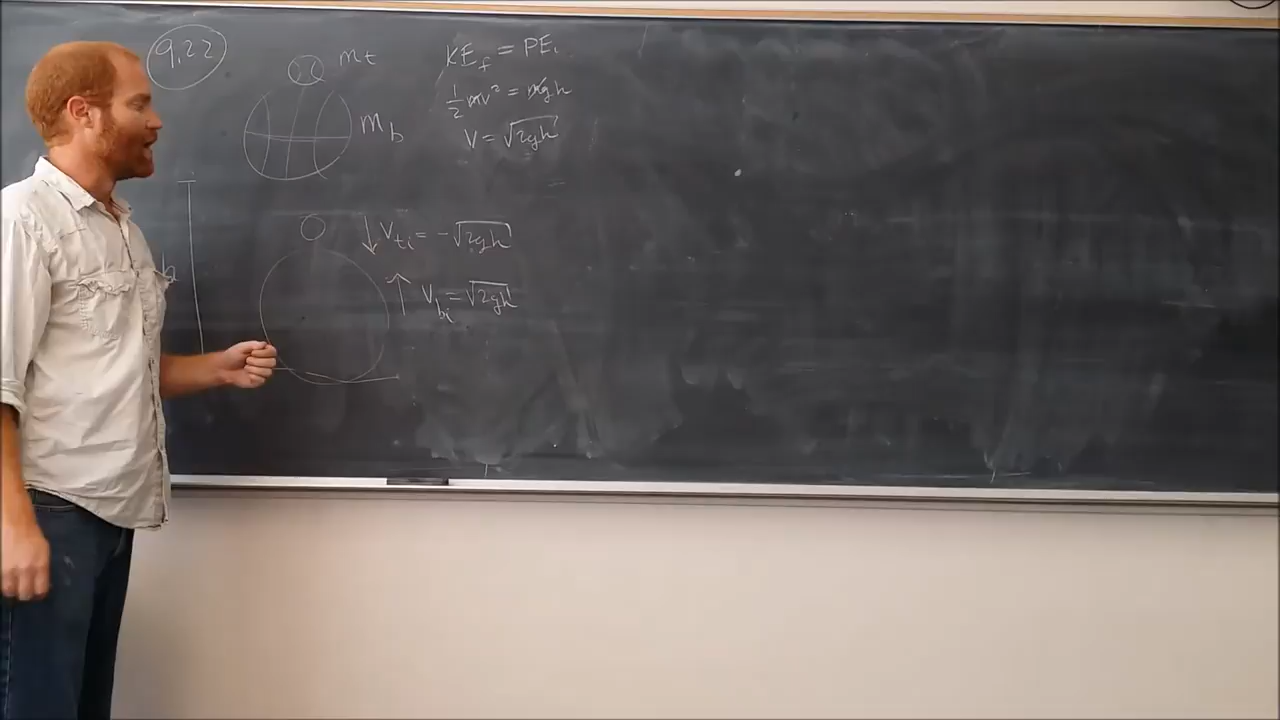 9.22
m_t
m_b
KE_f = PE_i
1/2 mv² = mgh
V = √2gh
h
↓ V_ti = -√2gh
↑ V_bi = √2gh